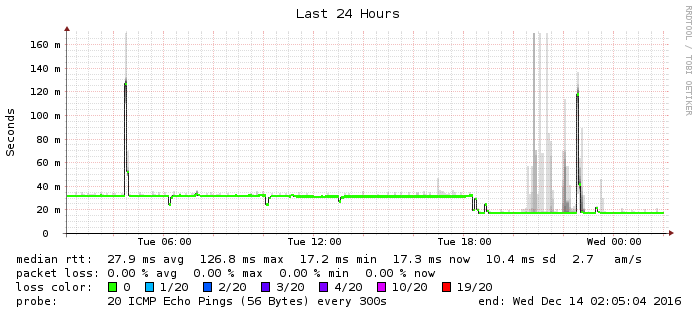 Last 24 Hours
RRDTOOL / TOBI OETIKER
Seconds
160 m
140 m
120 m
100 m
80 m
60 m
40 m
20 m
0
Tue 06:00 Tue 12:00 Tue 18:00 Wed 00:00
median rtt: 27.9 ms avg 126.8 ms max 17.2 ms min 17.3 ms now 10.4 ms sd 2.7 am/s
packet loss: 0.00 % avg 0.00 % max 0.00 % min 0.00 % now
loss color: 0 1/20 2/20 3/20 4/20 10/20 19/20
probe: 20 ICMP Echo Pings (56 Bytes) every 300s end: Wed Dec 14 02:05:04 2016